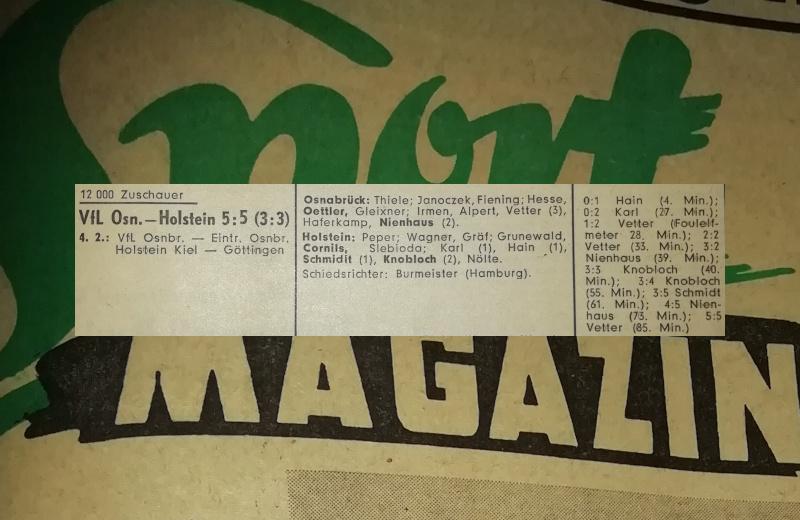 Sport
12 000 Zuschauer
VfL Osn.—Holstein 5:5 (3:3)
4. 2.: VfL Osnbr. — Eintr. Osnbr.
Holstein Kiel — Göttingen
Osnabrück: Thiele; Janoczek, Fiening; Hesse,
Oettler, Gleixner; Irmen, Alpert, Vetter (3),
Haferkamp, Nienhaus (2).
Holstein: Peper; Wagner, Gräf; Grunewald,
Cornils, Slebioda; Karl (1), Hain (1),
Schmidit (1), Knobloch (2), Nölte.
Schiedsrichter: Burmeister (Hamburg).
0:1 Hain (4. Min.);
0:2 Karl (27. Min.);
1:2 Vetter (Foulelf-
meter 28. Min.); 2:2
Vetter (33. Min.); 3:2
Nienhaus (39. Min.);
3:3 Knobloch (40.
Min.); 3:4 Knobloch
(55. Min.); 3:5 Schmidt
(61. Min.); 4:5 Nien-
haus (73. Min.); 5:5
Vetter (85. Min.)
MAGAZIN